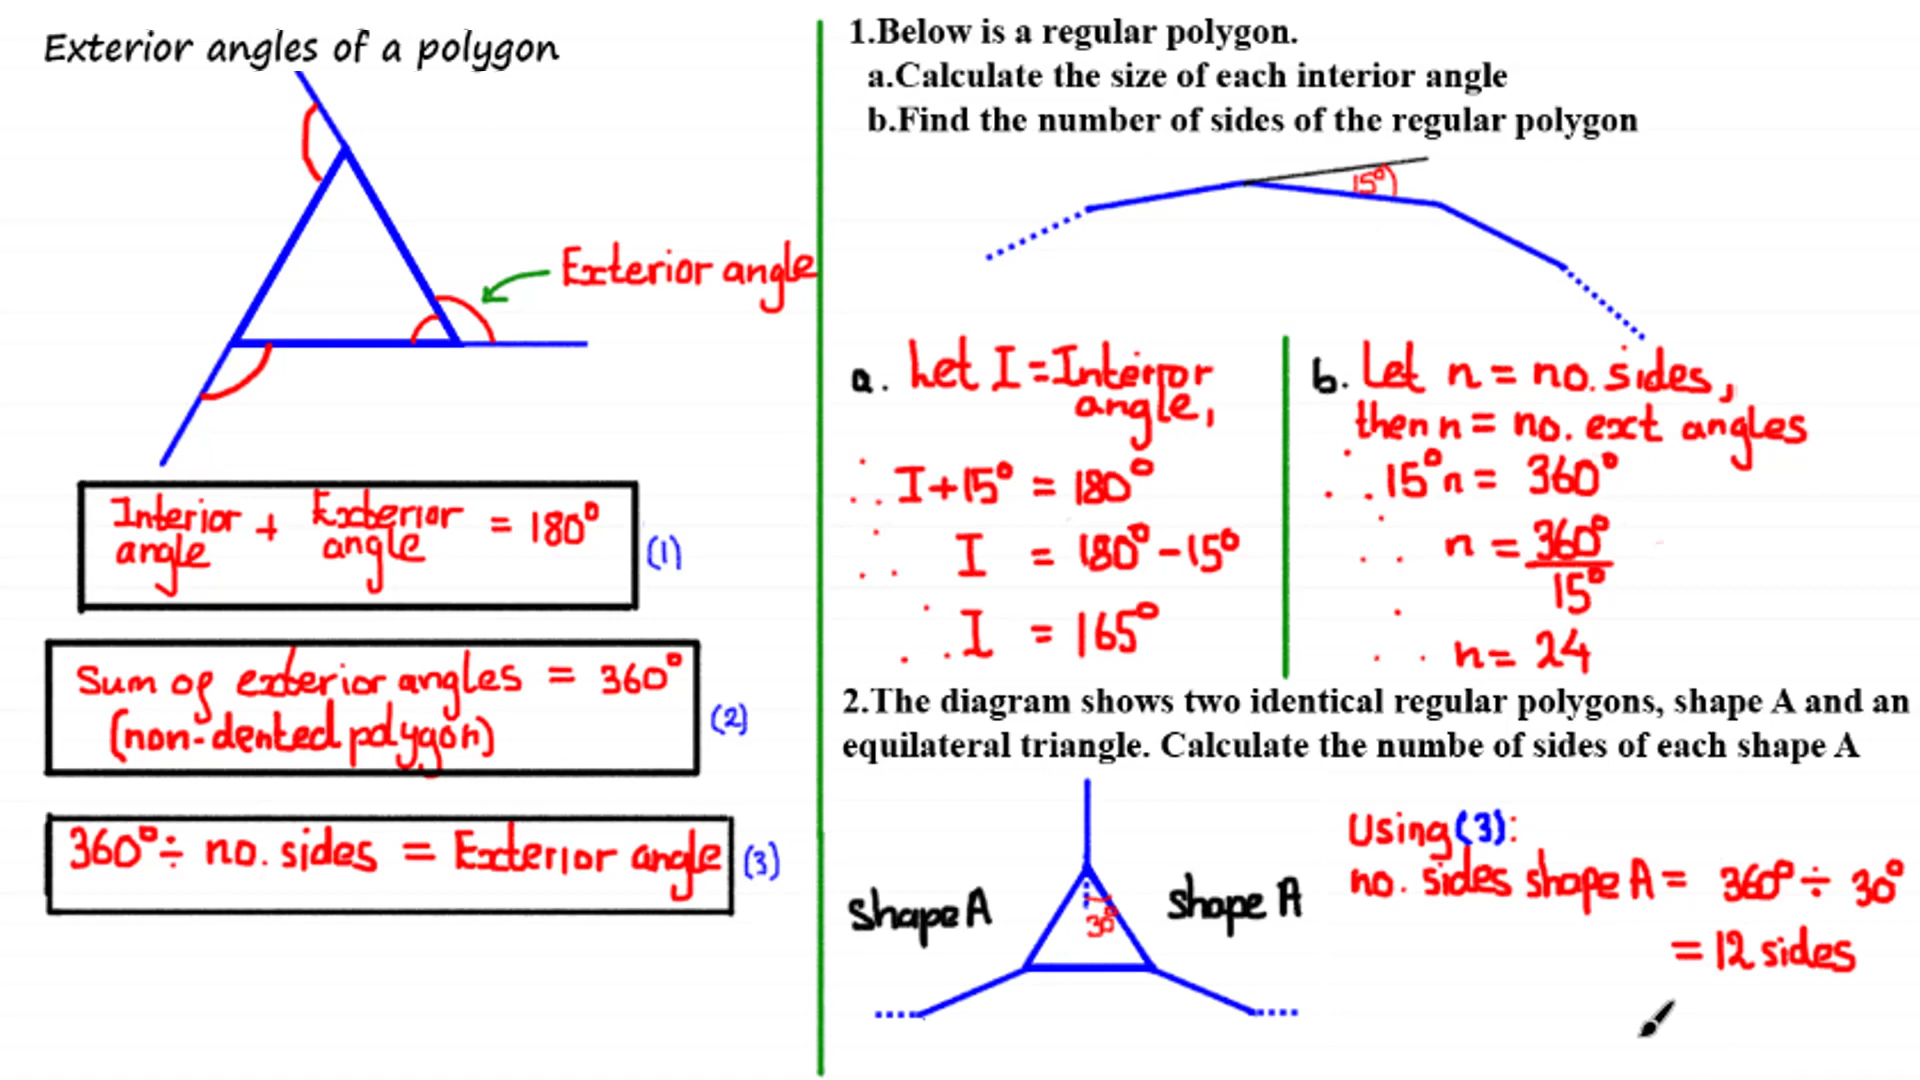 Exterior angles of a polygon
Exterior angle
Interior angle + Exterior angle = 180° (1)
Sum of exterior angles = 360°
(non-dented polygon) (2)
360° ÷ no. sides = Exterior angle (3)
1.Below is a regular polygon.
a.Calculate the size of each interior angle
b.Find the number of sides of the regular polygon
15°
a. Let I = Interior
angle,
∴ I + 15° = 180°
∴ I = 180° - 15°
∴ I = 165°
b. Let n = no. sides,
then n = no. ext angles
∴ 15°n = 360°
∴ n = 360°
15°
∴ n = 24
2.The diagram shows two identical regular polygons, shape A and an
equilateral triangle. Calculate the numbe of sides of each shape A
shape A
30°
shape A
Using (3):
no. sides shape A = 360° ÷ 30°
= 12 sides